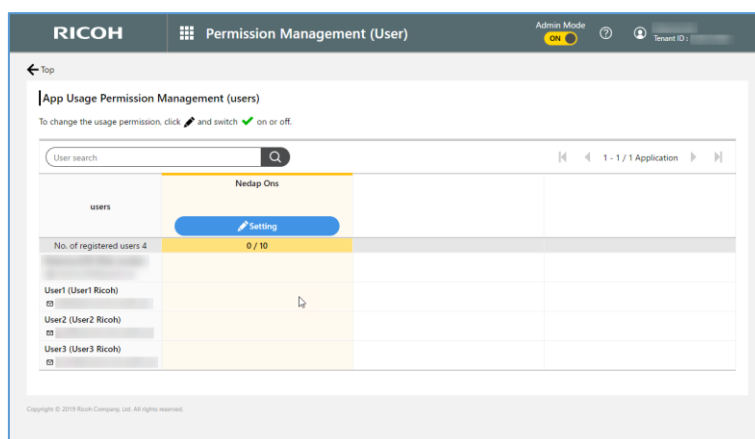 RICOH
Permission Management (User)
Admin Mode
ON
Tenant ID :
Top
App Usage Permission Management (users)
To change the usage permission, click and switch on or off.
User search
1 - 1 / 1 Application
users
Nedap Ons
Setting
No. of registered users 4
0 / 10
User1 (User1 Ricoh)
User2 (User2 Ricoh)
User3 (User3 Ricoh)
Copyright © 2019 Ricoh Company, Ltd. All rights reserved.